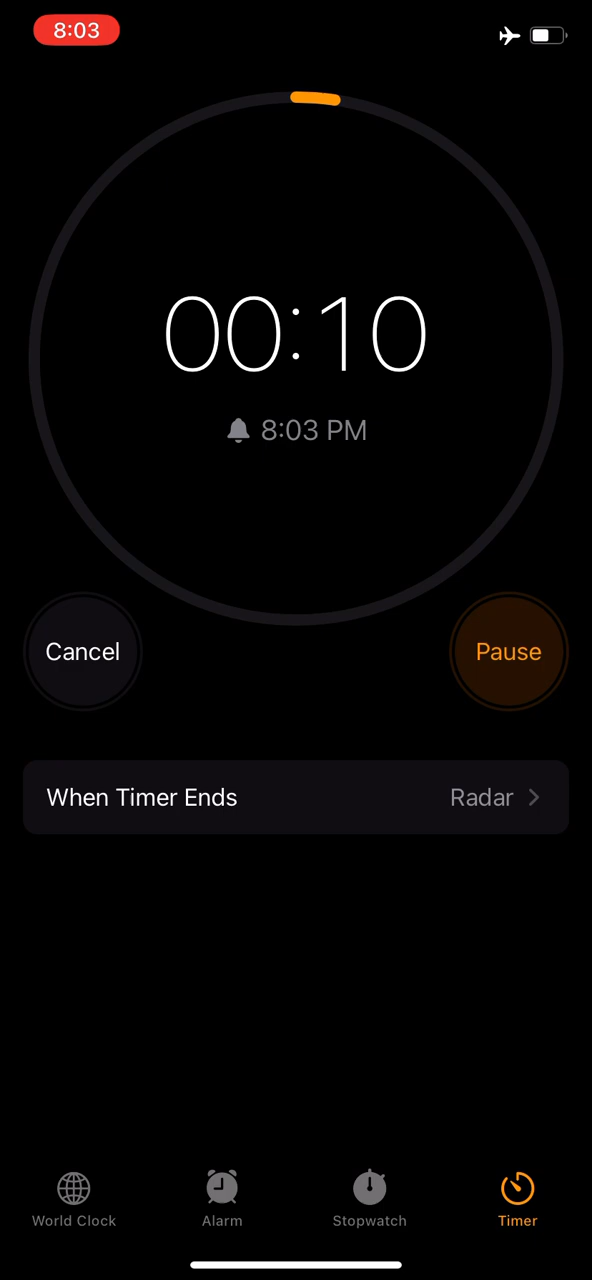 8:03
00:10
8:03 PM
Cancel
Pause
When Timer Ends Radar
World Clock Alarm Stopwatch Timer